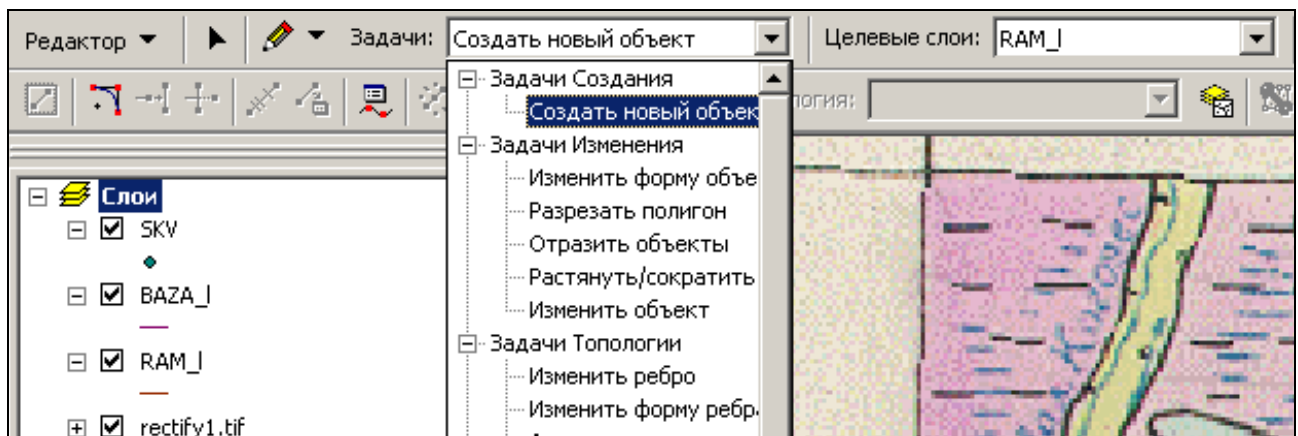 Редактор Задачи: Создать новый объект Целевые слои: RAM_l
Задачи Создания
Создать новый объек
логия:
Задачи Изменения
Изменить форму объе
Разрезать полигон
Отразить объекты
Растянуть/сократить
Изменить объект
Задачи Топологии
Изменить ребро
Изменить форму ребр
Слои
SKV
BAZA_l
RAM_l
rectify1.tif